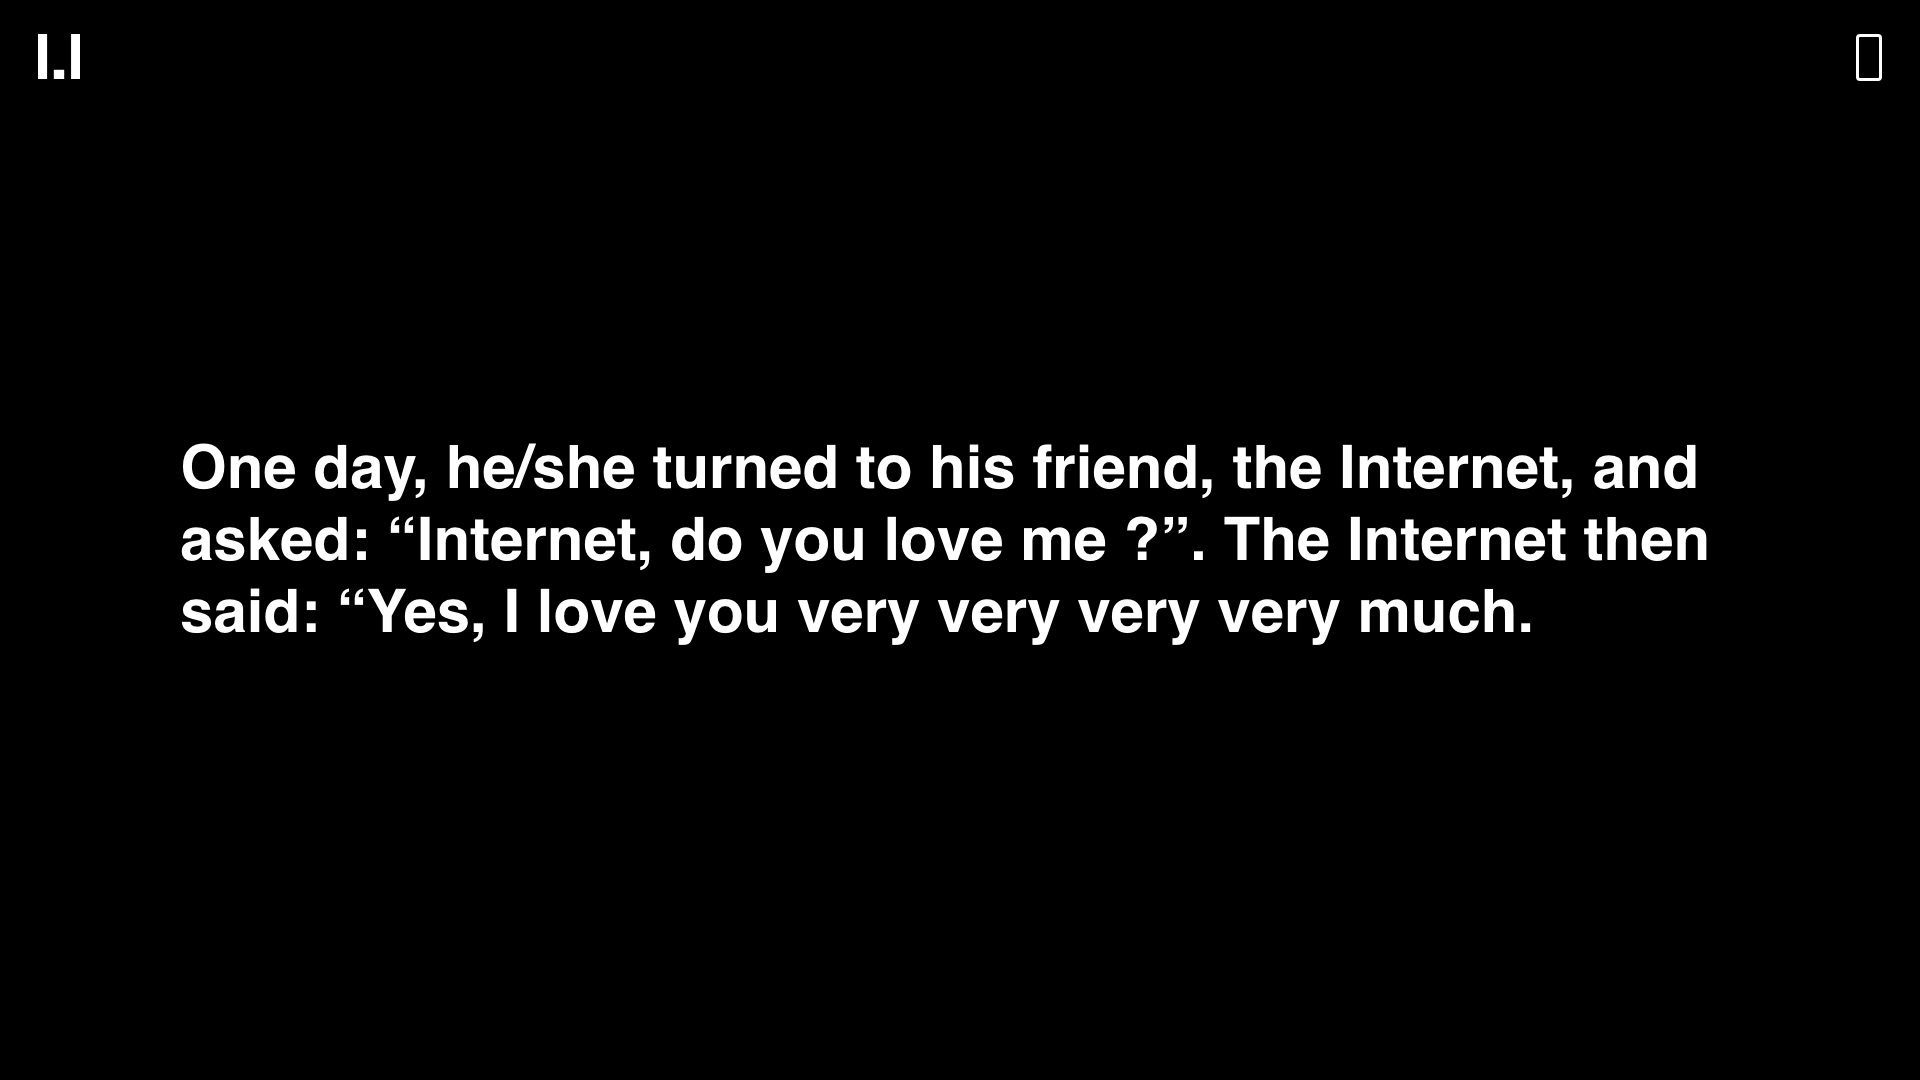 I.I
One day, he/she turned to his friend, the Internet, and
asked: “Internet, do you love me ?”. The Internet then
said: “Yes, I love you very very very very much.